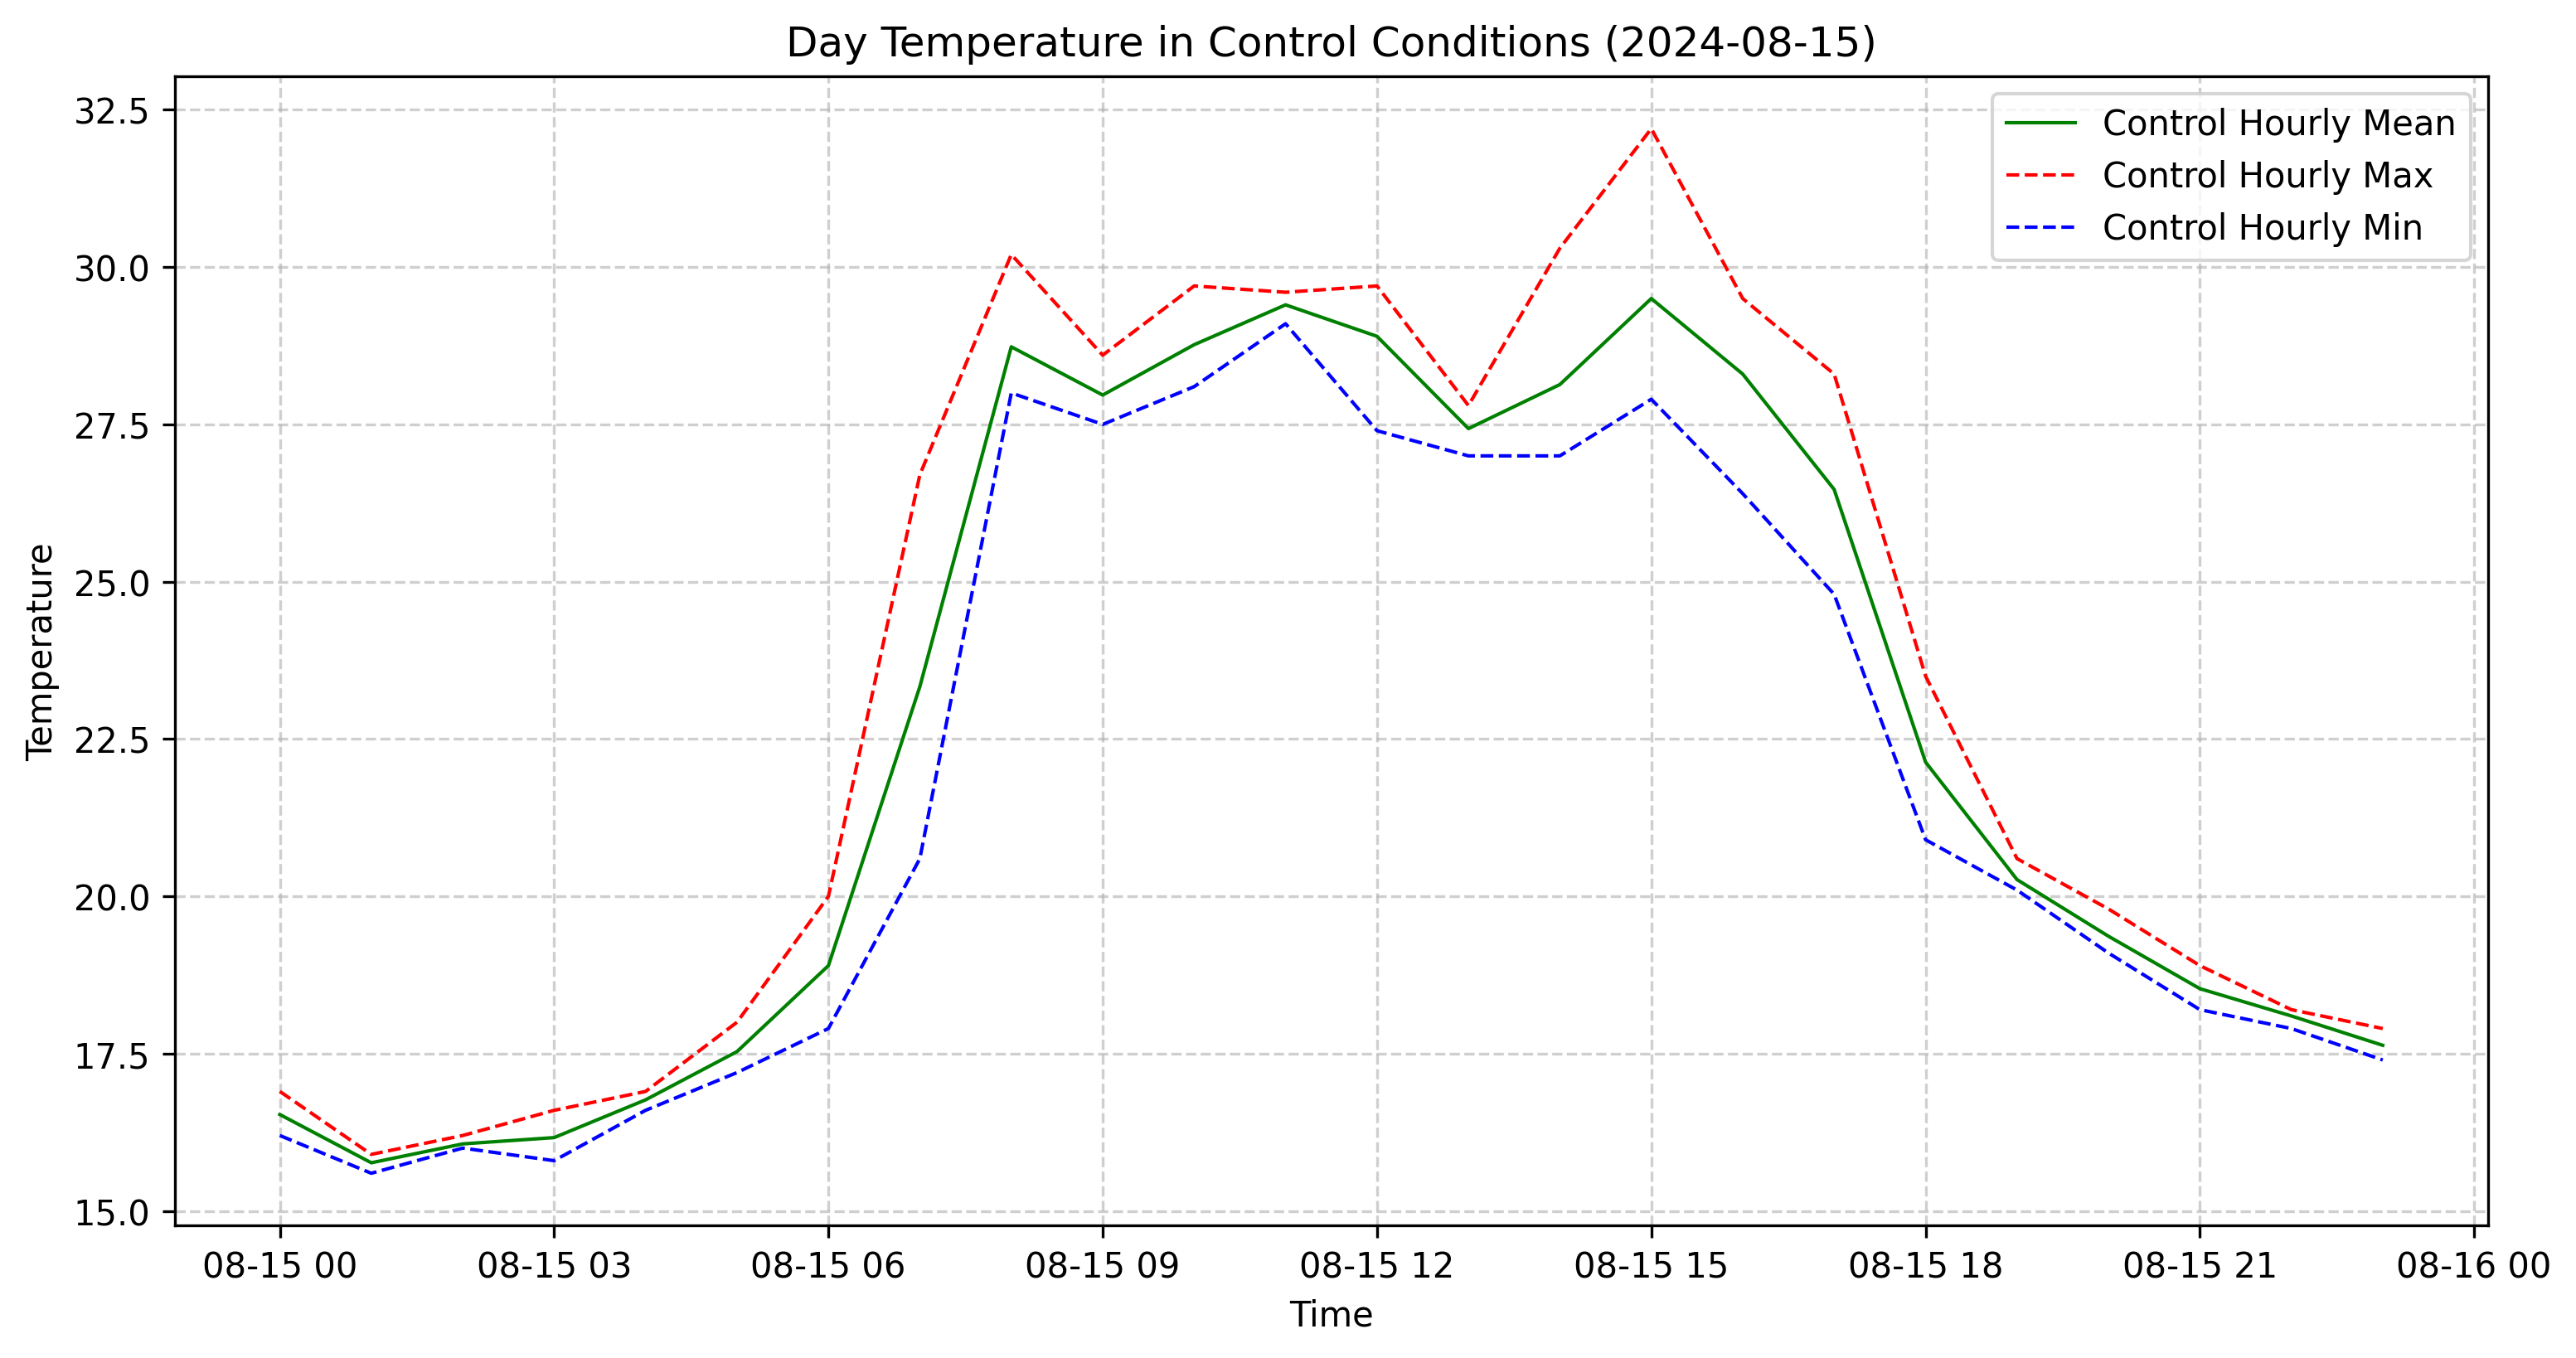 Day Temperature in Control Conditions (2024-08-15)
Control Hourly Mean
Control Hourly Max
Control Hourly Min
32.5
30.0
27.5
25.0
22.5
20.0
17.5
15.0
Temperature
08-15 00
08-15 03
08-15 06
08-15 09
08-15 12
08-15 15
08-15 18
08-15 21
08-16 00
Time